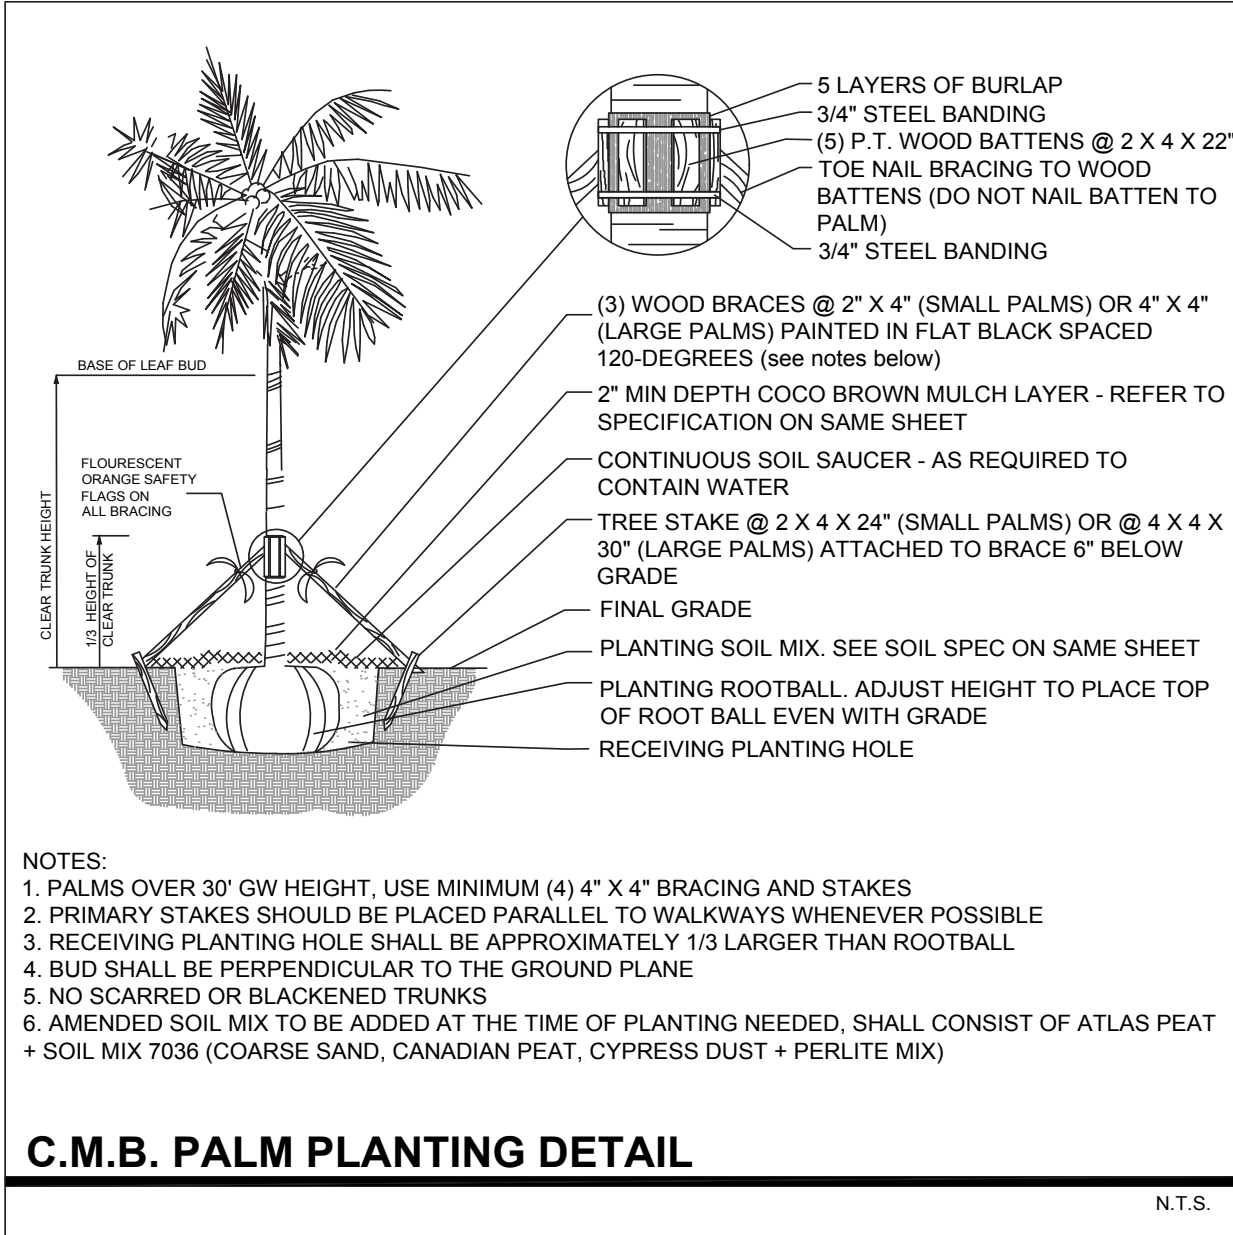 5 LAYERS OF BURLAP
3/4" STEEL BANDING
(5) P.T. WOOD BATTENS @ 2 X 4 X 22"
TOE NAIL BRACING TO WOOD
BATTENS (DO NOT NAIL BATTEN TO
PALM)
3/4" STEEL BANDING
(3) WOOD BRACES @ 2" X 4" (SMALL PALMS) OR 4" X 4"
(LARGE PALMS) PAINTED IN FLAT BLACK SPACED
120-DEGREES (see notes below)
2" MIN DEPTH COCO BROWN MULCH LAYER - REFER TO
SPECIFICATION ON SAME SHEET
CONTINUOUS SOIL SAUCER - AS REQUIRED TO
CONTAIN WATER
TREE STAKE @ 2 X 4 X 24" (SMALL PALMS) OR @ 4 X 4 X
30" (LARGE PALMS) ATTACHED TO BRACE 6" BELOW
GRADE
FINAL GRADE
PLANTING SOIL MIX. SEE SOIL SPEC ON SAME SHEET
PLANTING ROOTBALL. ADJUST HEIGHT TO PLACE TOP
OF ROOT BALL EVEN WITH GRADE
RECEIVING PLANTING HOLE
BASE OF LEAF BUD
FLOURESCENT
ORANGE SAFETY
FLAGS ON
ALL BRACING
CLEAR TRUNK HEIGHT
1/3 HEIGHT OF
CLEAR TRUNK
NOTES:
1. PALMS OVER 30' GW HEIGHT, USE MINIMUM (4) 4" X 4" BRACING AND STAKES
2. PRIMARY STAKES SHOULD BE PLACED PARALLEL TO WALKWAYS WHENEVER POSSIBLE
3. RECEIVING PLANTING HOLE SHALL BE APPROXIMATELY 1/3 LARGER THAN ROOTBALL
4. BUD SHALL BE PERPENDICULAR TO THE GROUND PLANE
5. NO SCARRED OR BLACKENED TRUNKS
6. AMENDED SOIL MIX TO BE ADDED AT THE TIME OF PLANTING NEEDED, SHALL CONSIST OF ATLAS PEAT
+ SOIL MIX 7036 (COARSE SAND, CANADIAN PEAT, CYPRESS DUST + PERLITE MIX)
C.M.B. PALM PLANTING DETAIL
N.T.S.